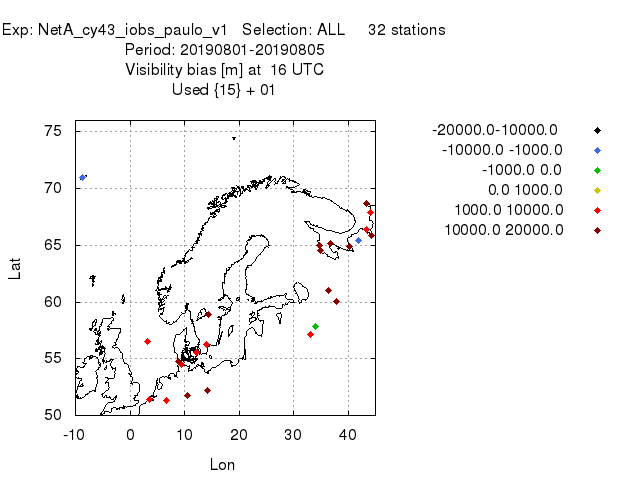 Exp: NetA_cy43_iobs_paulo_v1   Selection: ALL     32 stations
Period: 20190801-20190805
Visibility bias [m] at  16 UTC
Used {15} + 01
-20000.0-10000.0
-10000.0 -1000.0
-1000.0 0.0
0.0 1000.0
1000.0 10000.0
10000.0 20000.0
Lat
75
70
65
60
55
50
-10 0 10 20 30 40
Lon